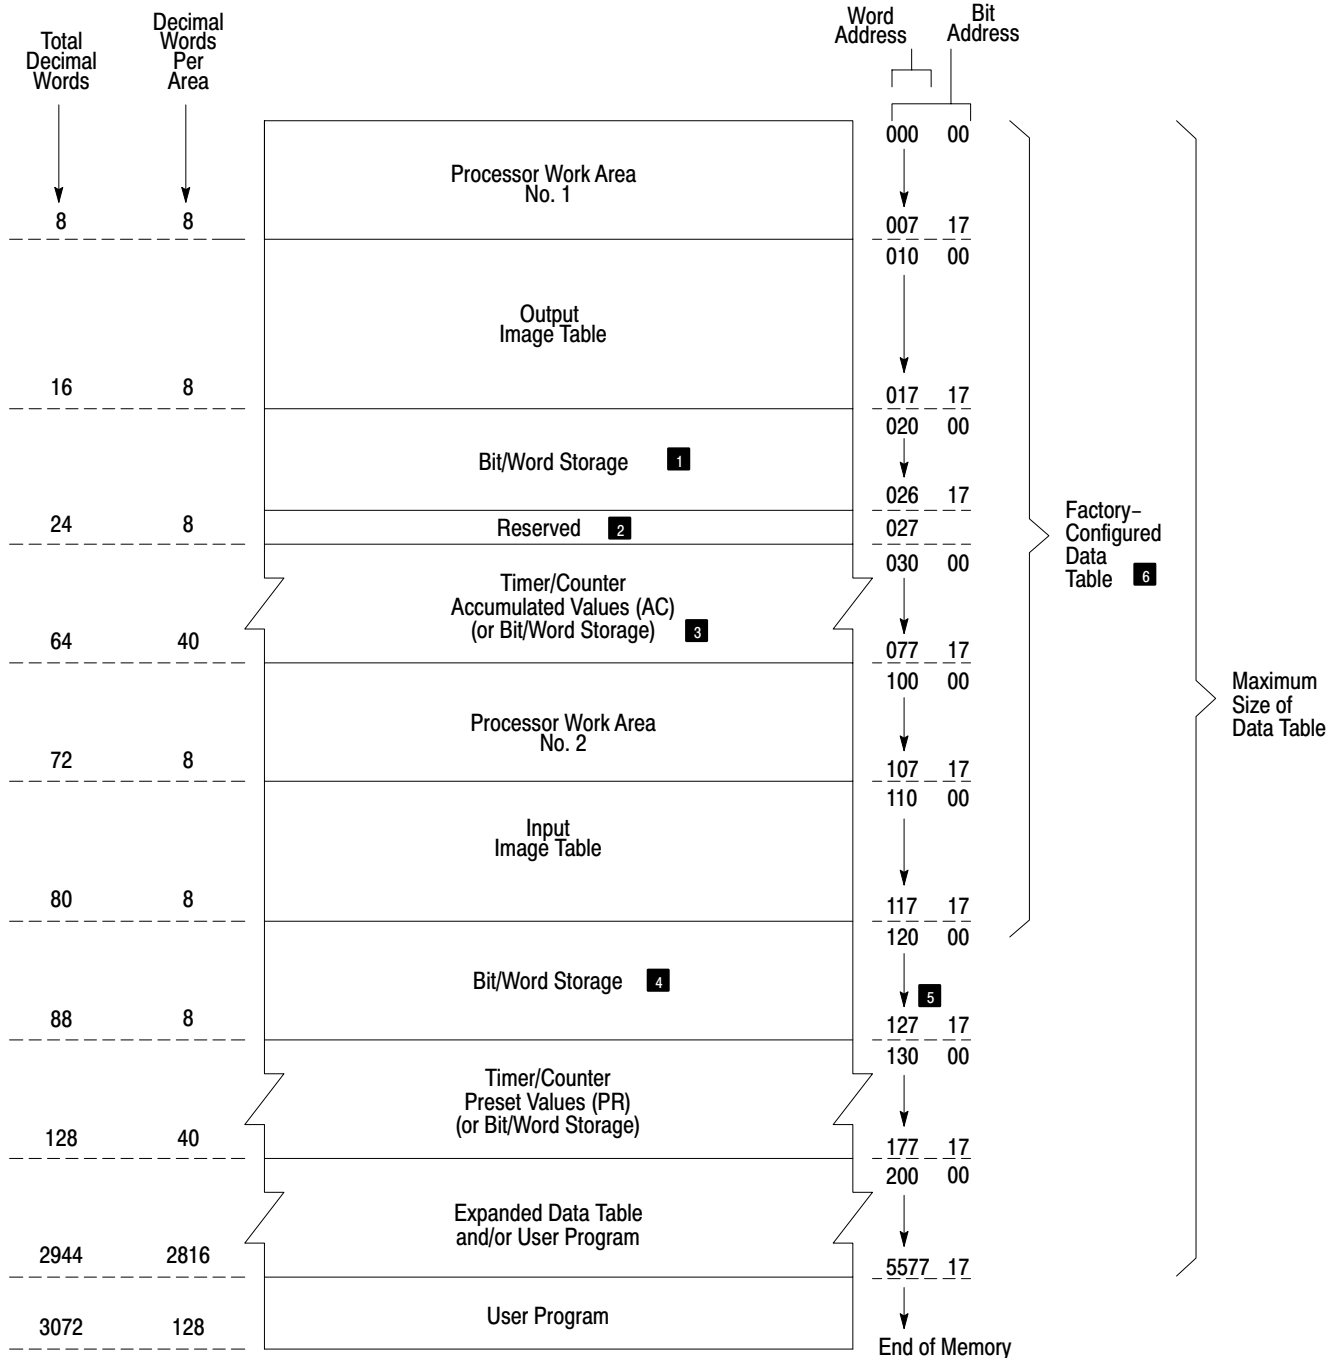 Total
Decimal
Words
Decimal
Words
Per
Area
Word
Address
Bit
Address
000 00
Processor Work Area
No. 1
8 8
007 17
010 00
Output
Image Table
16 8
017 17
020 00
Bit/Word Storage 1
026 17
24 8
Reserved 2
027
030 00
Timer/Counter
Accumulated Values (AC)
(or Bit/Word Storage) 3
64 40
077 17
100 00
Processor Work Area
No. 2
72 8
107 17
110 00
Input
Image Table
80 8
117 17
120 00
Bit/Word Storage 4
5
88 8
127 17
130 00
Timer/Counter
Preset Values (PR)
(or Bit/Word Storage)
128 40
177 17
200 00
Expanded Data Table
and/or User Program
2944 2816
5577 17
User Program
3072 128
End of Memory
Factory–
Configured
Data
Table 6
Maximum
Size of
Data Table